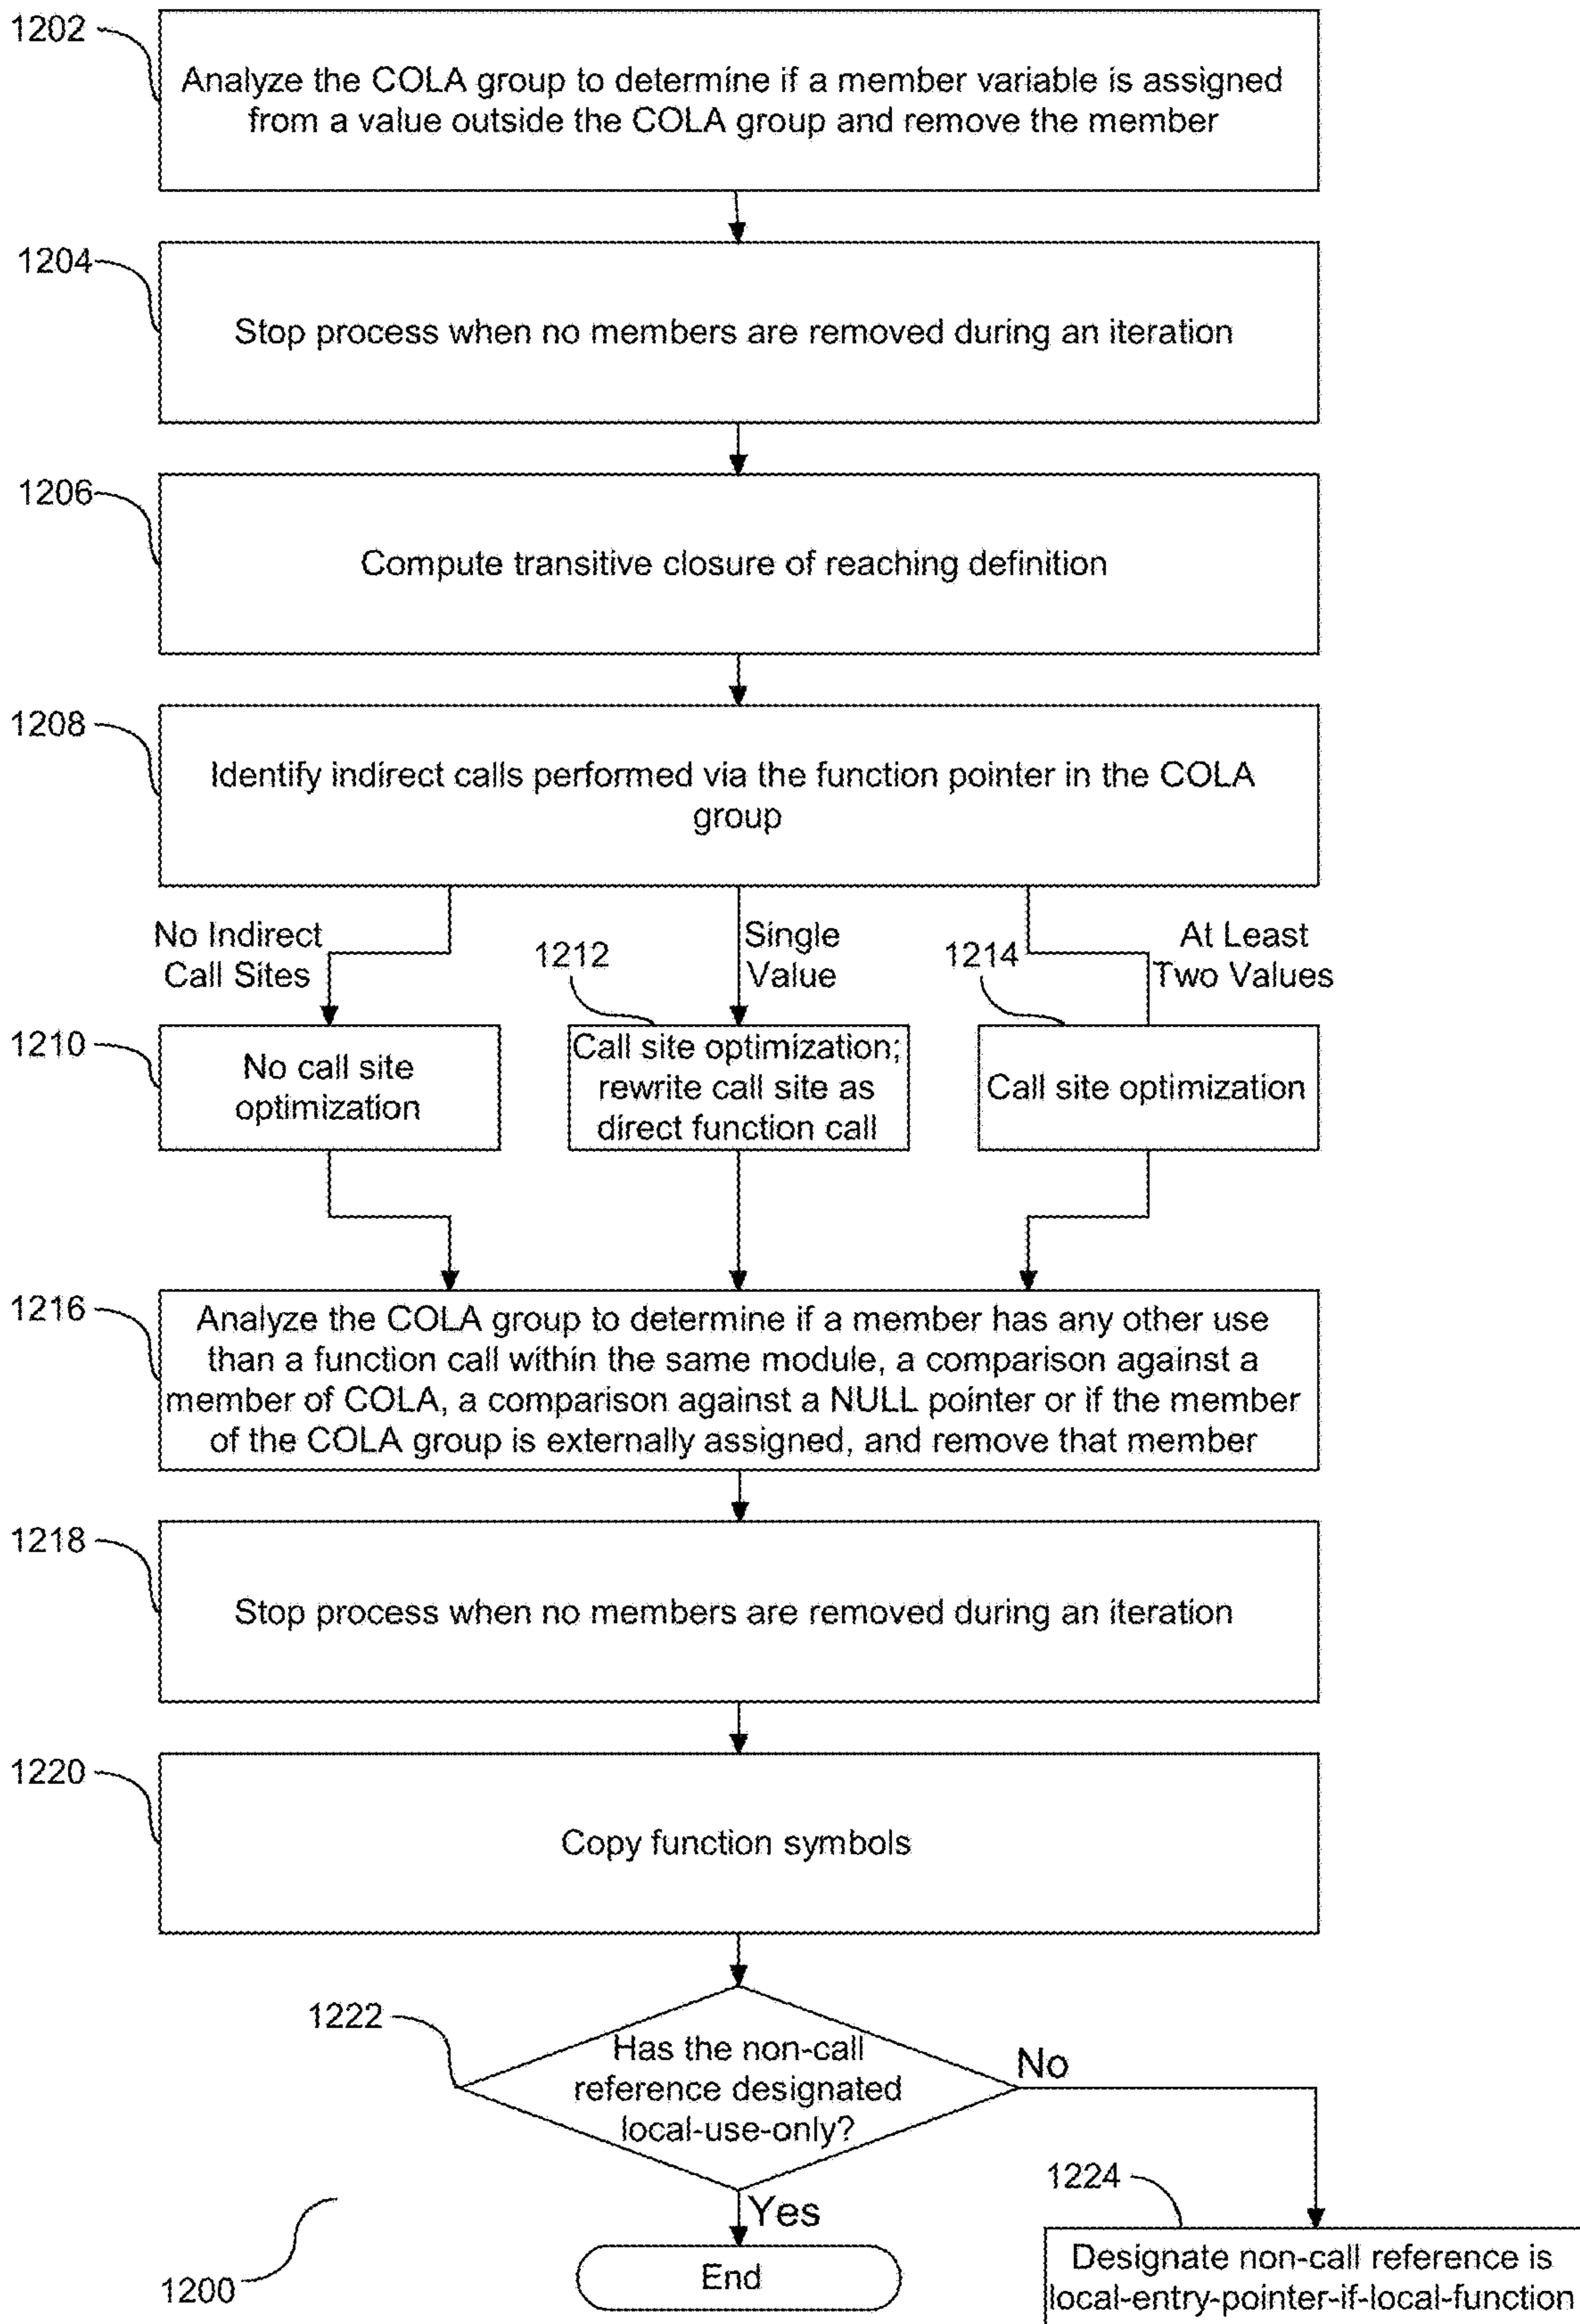 1202
Analyze the COLA group to determine if a member variable is assigned
from a value outside the COLA group and remove the member
1204
Stop process when no members are removed during an iteration
1206
Compute transitive closure of reaching definition
1208
Identify indirect calls performed via the function pointer in the COLA
group
No Indirect
Call Sites
1212
Single
Value
1214
At Least
Two Values
1210
No call site
optimization
Call site optimization;
rewrite call site as
direct function call
Call site optimization
1216
Analyze the COLA group to determine if a member has any other use
than a function call within the same module, a comparison against a
member of COLA, a comparison against a NULL pointer or if the member
of the COLA group is externally assigned, and remove that member
1218
Stop process when no members are removed during an iteration
1220
Copy function symbols
1222
Has the non-call
reference designated
local-use-only?
No
Yes
1224
End
Designate non-call reference is
local-entry-pointer-if-local-function
1200